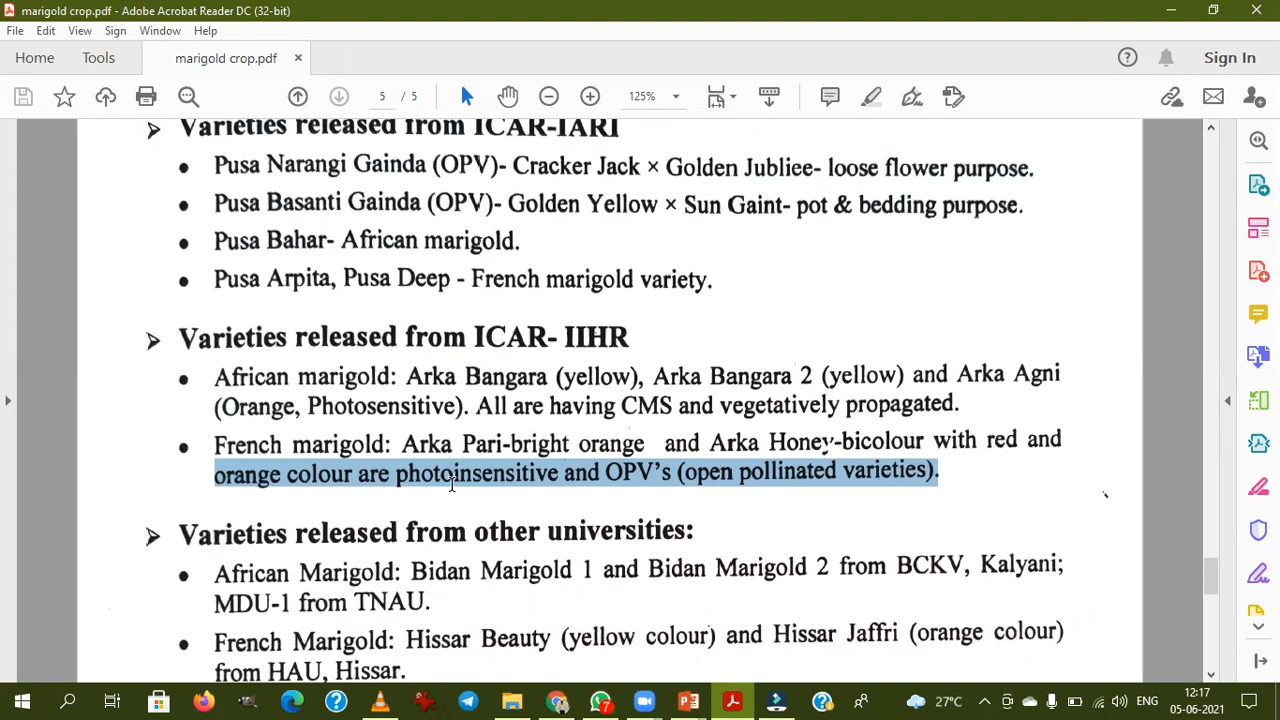 marigold crop.pdf - Adobe Acrobat Reader DC (32-bit)
File Edit View Sign Window Help
Home Tools marigold crop.pdf × Sign In
5 / 5 125%
Varieties released from ICAR-IARI
• Pusa Narangi Gainda (OPV)- Cracker Jack × Golden Jubliee- loose flower purpose.
• Pusa Basanti Gainda (OPV)- Golden Yellow × Sun Gaint- pot & bedding purpose.
• Pusa Bahar- African marigold.
• Pusa Arpita, Pusa Deep - French marigold variety.
Varieties released from ICAR- IIHR
• African marigold: Arka Bangara (yellow), Arka Bangara 2 (yellow) and Arka Agni
(Orange, Photosensitive). All are having CMS and vegetatively propagated.
• French marigold: Arka Pari-bright orange and Arka Honey-bicolour with red and
orange colour are photoinsensitive and OPV's (open pollinated varieties).
Varieties released from other universities:
• African Marigold: Bidan Marigold 1 and Bidan Marigold 2 from BCKV, Kalyani;
MDU-1 from TNAU.
• French Marigold: Hissar Beauty (yellow colour) and Hissar Jaffri (orange colour)
from HAU, Hissar.
7 27°C ENG 12:17
05-06-2021